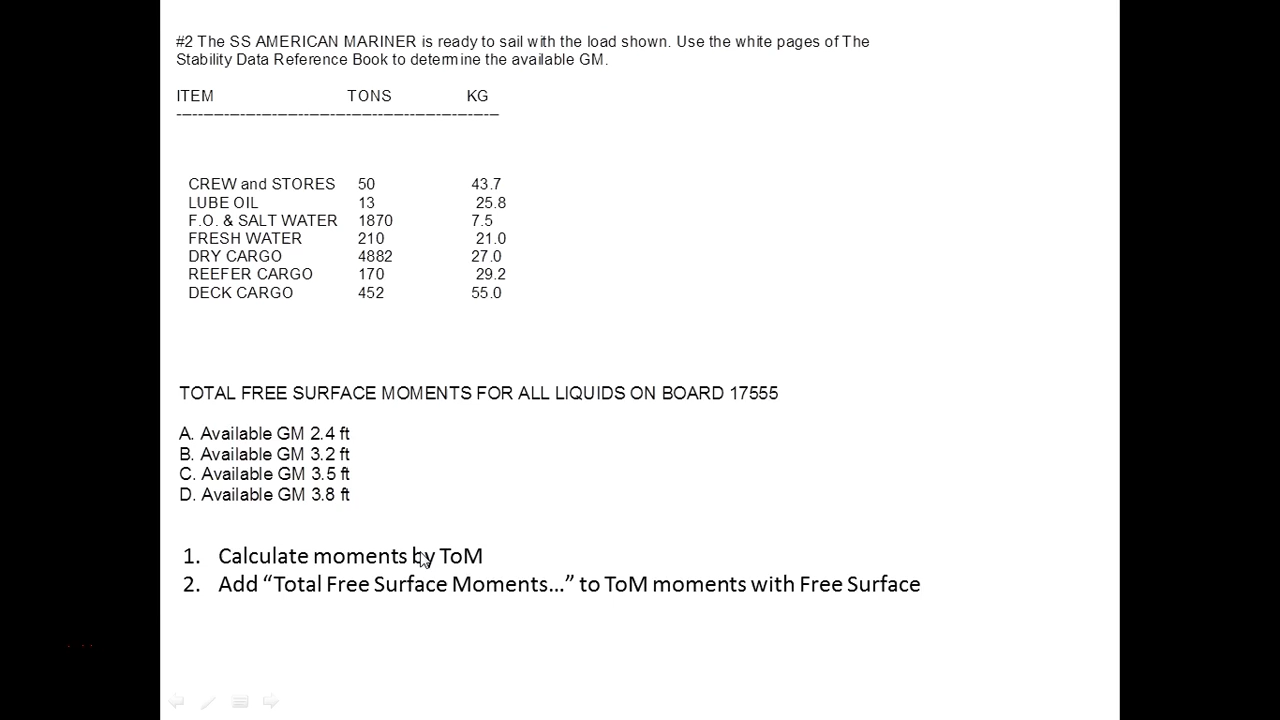 #2 The SS AMERICAN MARINER is ready to sail with the load shown. Use the white pages of The
Stability Data Reference Book to determine the available GM.
ITEM TONS KG
------------------------------------------------------------
CREW and STORES 50 43.7
LUBE OIL 13 25.8
F.O. & SALT WATER 1870 7.5
FRESH WATER 210 21.0
DRY CARGO 4882 27.0
REEFER CARGO 170 29.2
DECK CARGO 452 55.0
TOTAL FREE SURFACE MOMENTS FOR ALL LIQUIDS ON BOARD 17555
A. Available GM 2.4 ft
B. Available GM 3.2 ft
C. Available GM 3.5 ft
D. Available GM 3.8 ft
1. Calculate moments by ToM
2. Add “Total Free Surface Moments...” to ToM moments with Free Surface